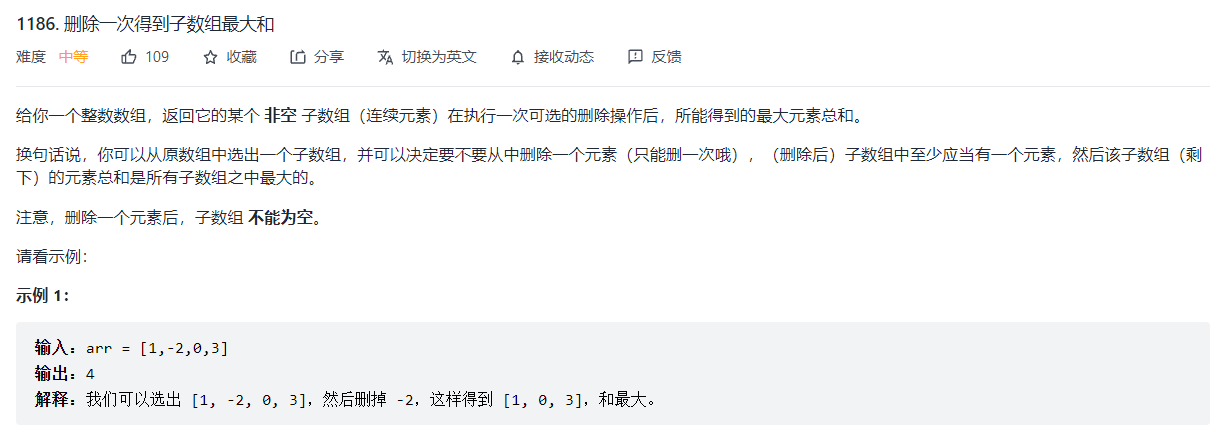 1186. 删除一次得到子数组最大和
难度 中等 109 收藏 分享 切换为英文 接收动态 反馈
给你一个整数数组，返回它的某个 非空 子数组（连续元素）在执行一次可选的删除操作后，所能得到的最大元素总和。
换句话说，你可以从原数组中选出一个子数组，并可以决定要不要从中删除一个元素（只能删一次哦），（删除后）子数组中至少应当有一个元素，然后该子数组（剩
下）的元素总和是所有子数组之中最大的。
注意，删除一个元素后，子数组 不能为空。
请看示例：
示例 1：
输入：arr = [1,-2,0,3]
输出：4
解释：我们可以选出 [1, -2, 0, 3]，然后删掉 -2，这样得到 [1, 0, 3]，和最大。